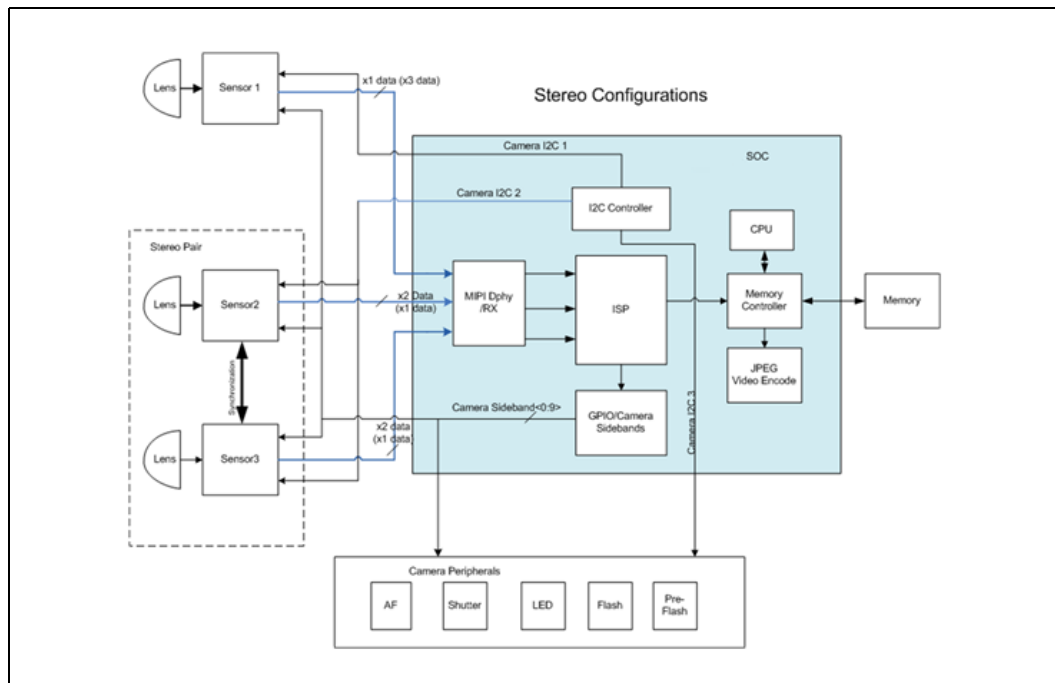 Stereo Configurations
Lens
Sensor 1
x1 data (x3 data)
Camera I2C 1
SOC
Camera I2C 2
I2C Controller
CPU
Stereo Pair
Lens
Sensor2
x2 Data
(x1 data)
MIPI Dphy
/RX
ISP
Memory
Controller
Memory
Synchronization
JPEG
Video Encode
Camera Sideband<0:9>
GPIO/Camera
Sidebands
Camera I2C 3
x2 data
(x1 data)
Lens
Sensor3
Camera Peripherals
AF
Shutter
LED
Flash
Pre-
Flash